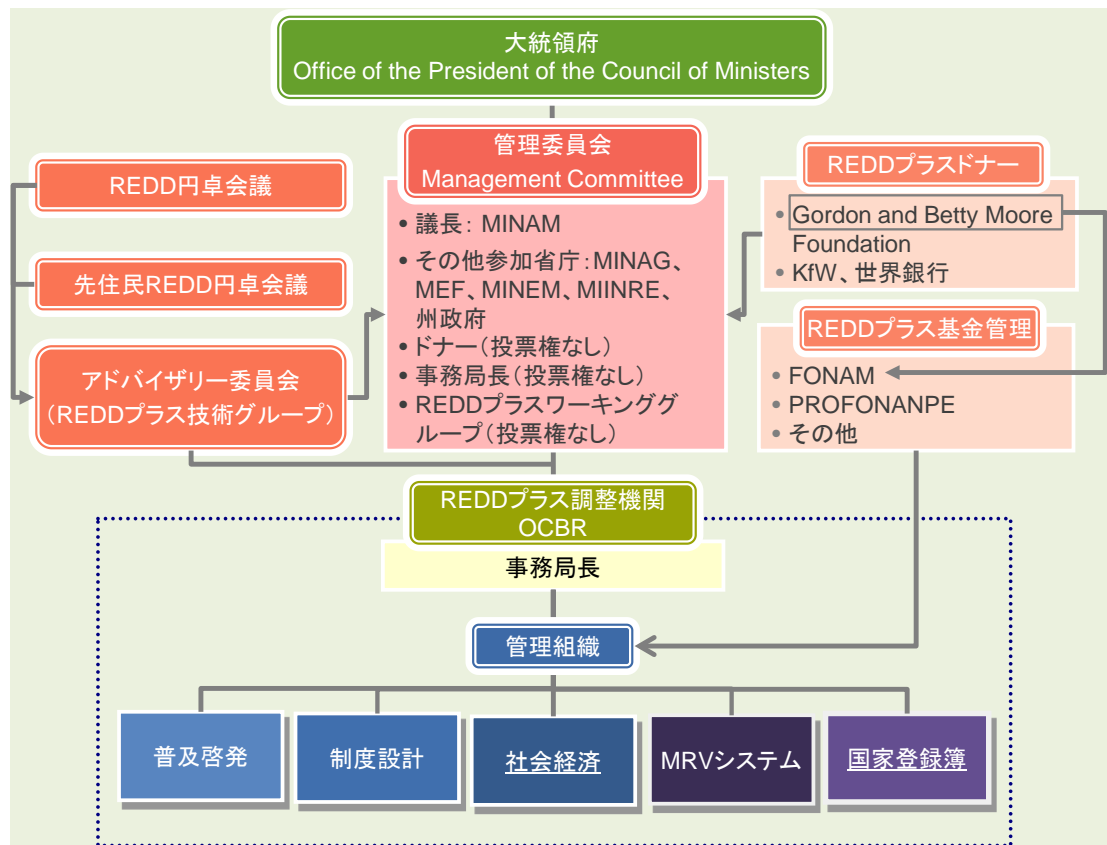 大統領府
Office of the President of the Council of Ministers
管理委員会
Management Committee
• 議長： MINAM
• その他参加省庁：MINAG、
MEF、MINEM、MIINRE、
州政府
• ドナー（投票権なし）
• 事務局長（投票権なし）
• REDDプラスワーキンググ
ループ（投票権なし）
REDD円卓会議
先住民REDD円卓会議
アドバイザリー委員会
（REDDプラス技術グループ）
REDDプラスドナー
• Gordon and Betty Moore
Foundation
• KfW、世界銀行
REDDプラス基金管理
• FONAM
• PROFONANPE
• その他
REDDプラス調整機関
OCBR
事務局長
管理組織
普及啓発
制度設計
社会経済
MRVシステム
国家登録簿